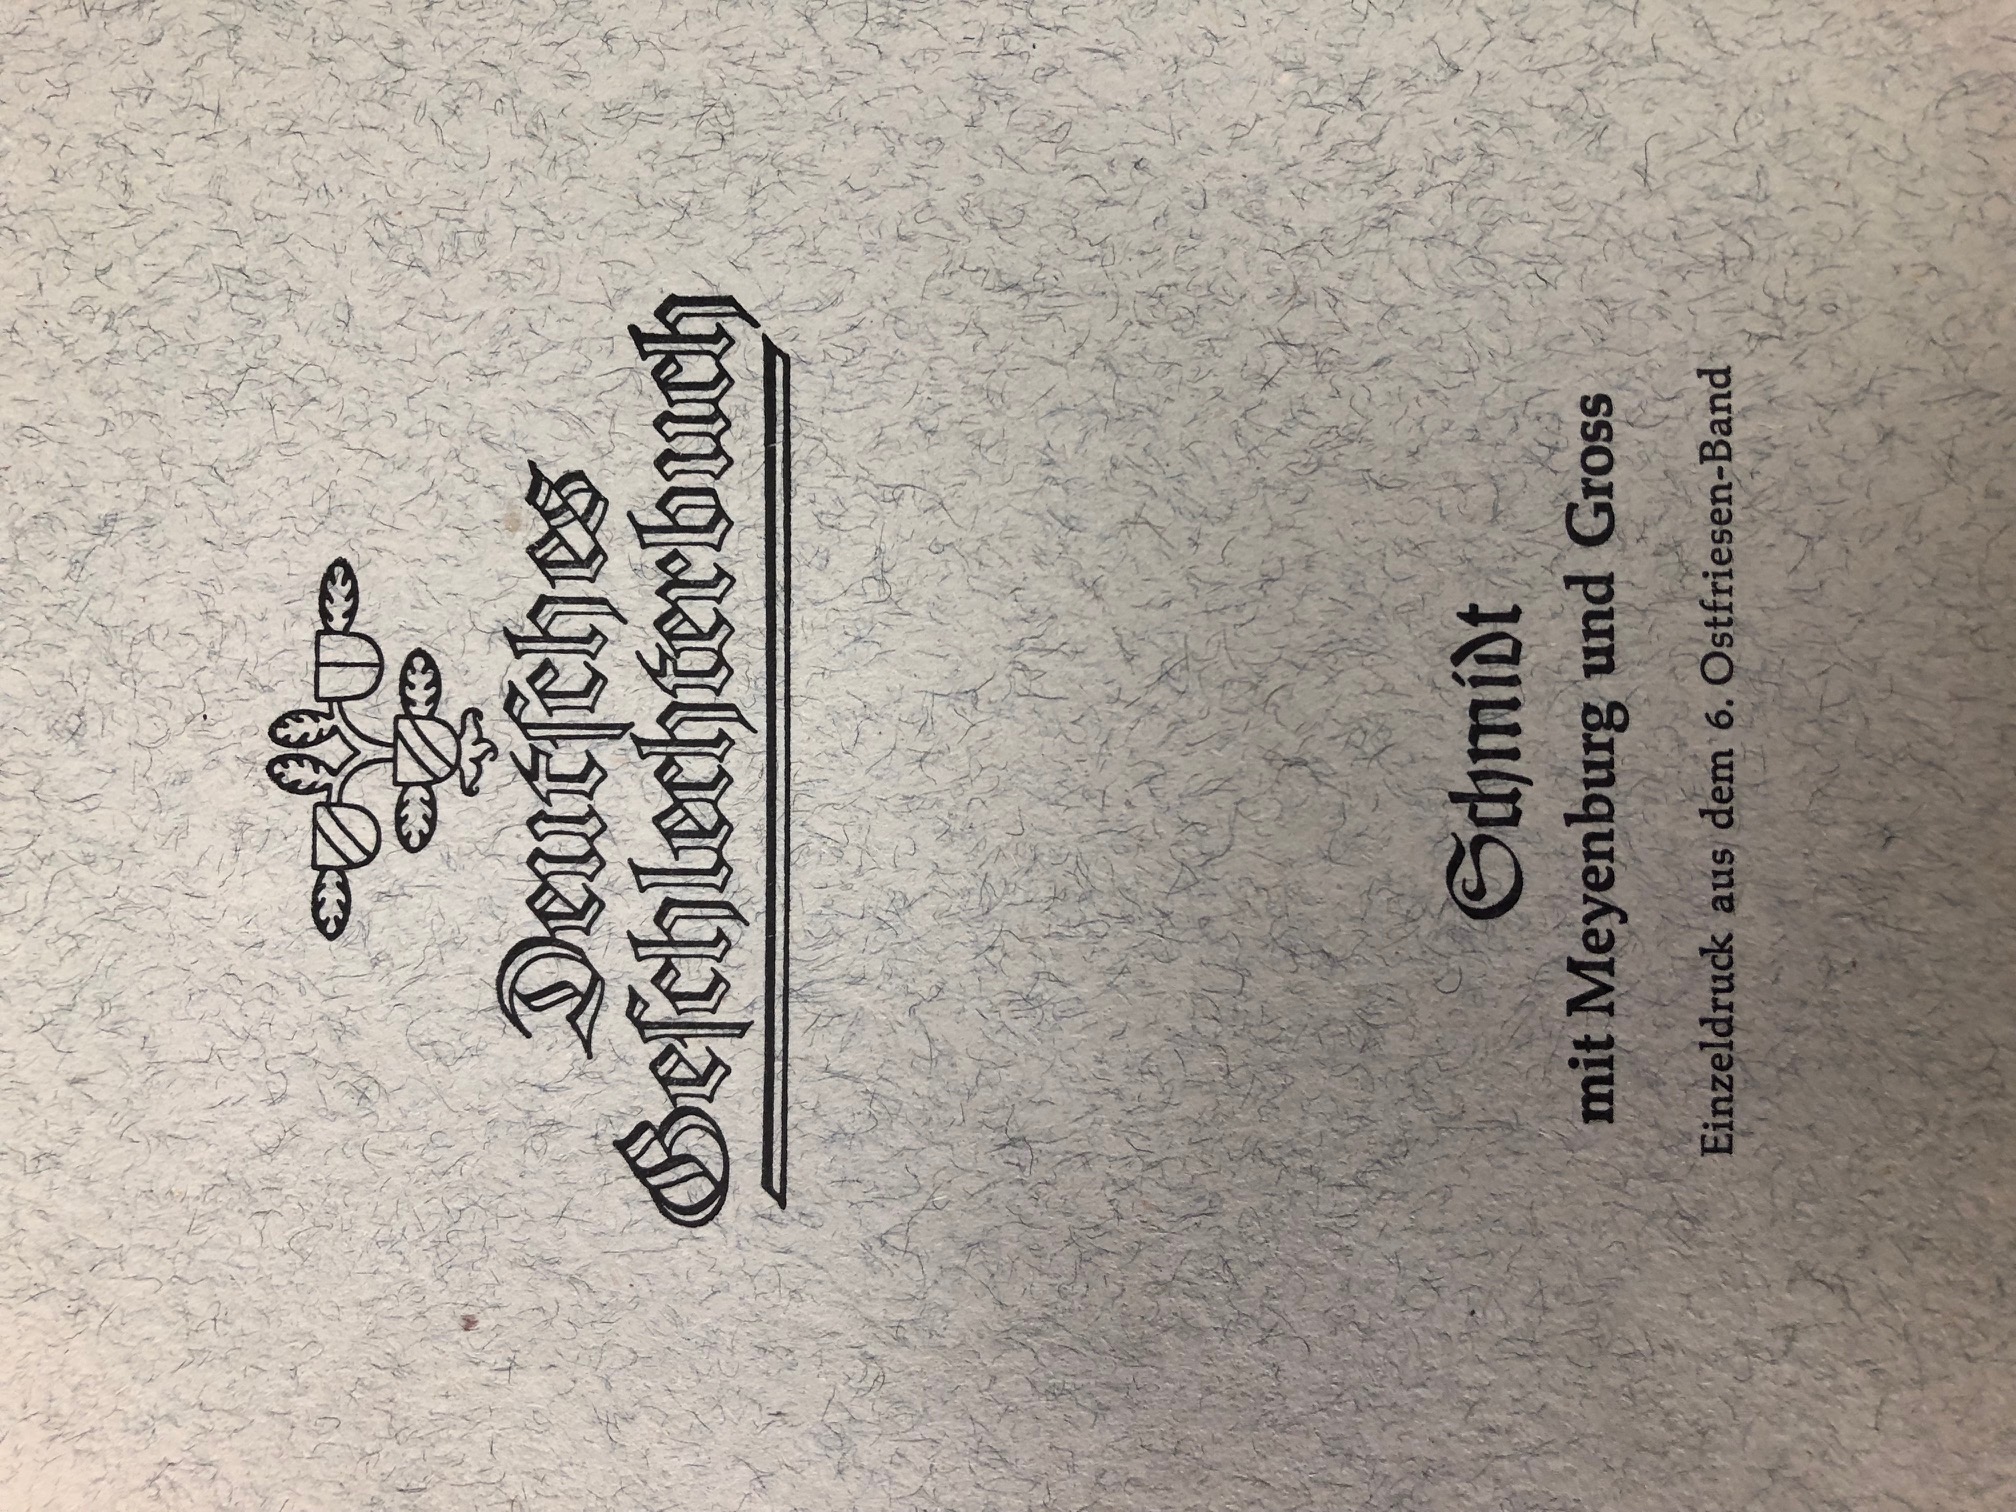 Deutſches
Geſchlechterbuch
Schmidt
mit Meyenburg und Gross
Einzeldruck aus dem 6. Ostfriesen-Band